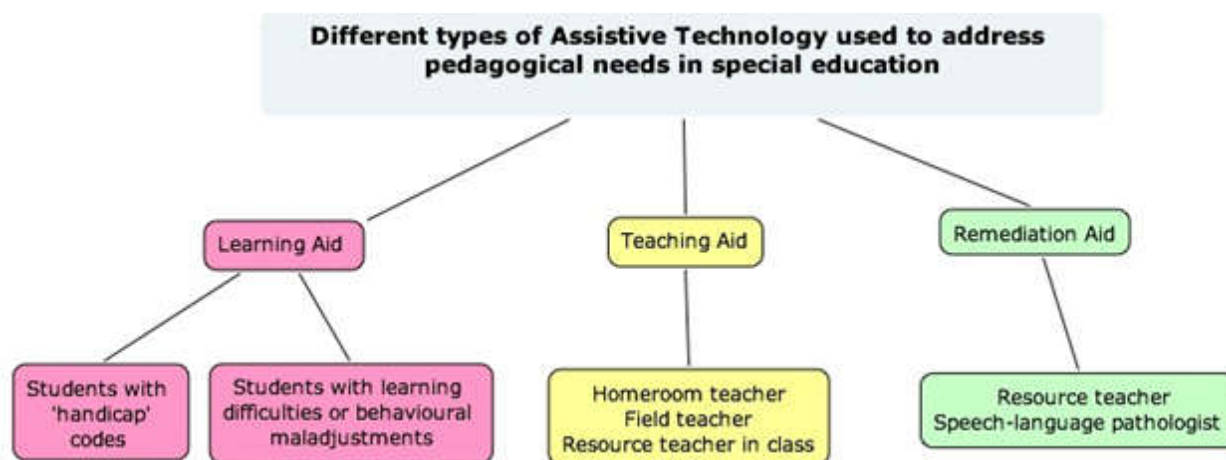 Different types of Assistive Technology used to address
pedagogical needs in special education
Learning Aid
Teaching Aid
Remediation Aid
Students with
'handicap'
codes
Students with learning
difficulties or behavioural
maladjustments
Homeroom teacher
Field teacher
Resource teacher in class
Resource teacher
Speech-language pathologist